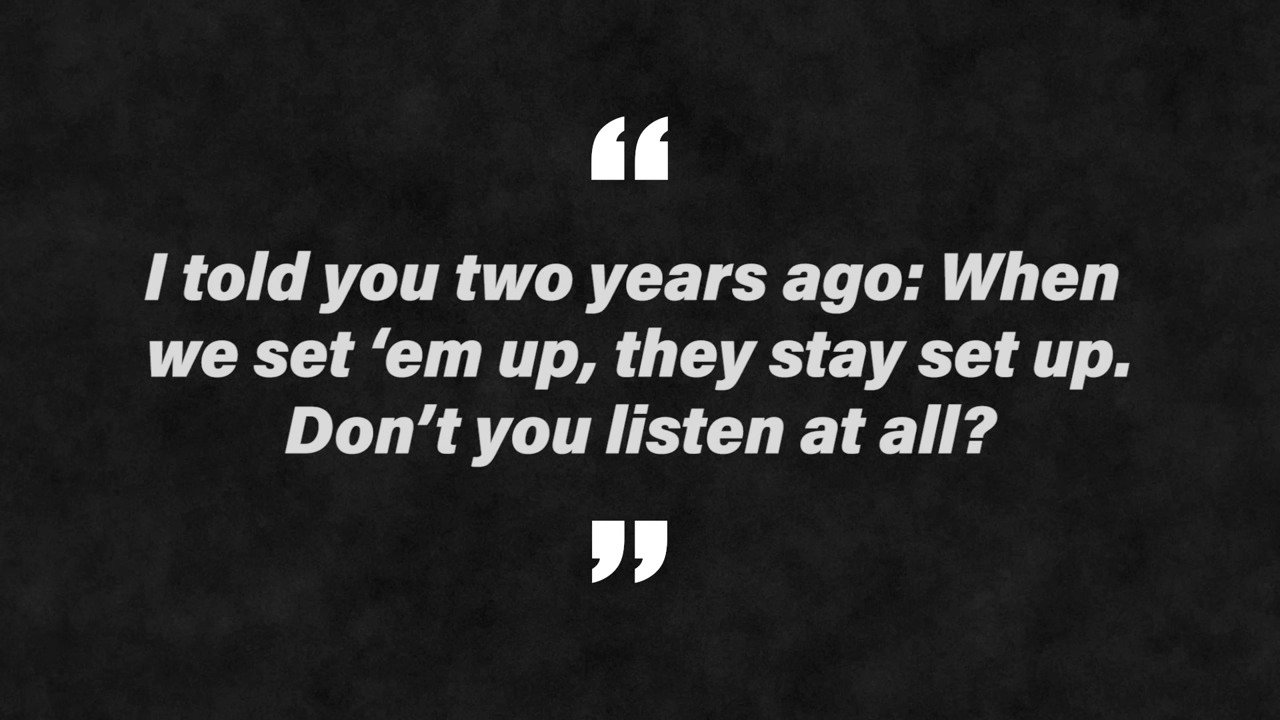 “
I told you two years ago: When
we set ‘em up, they stay set up.
Don’t you listen at all?
”